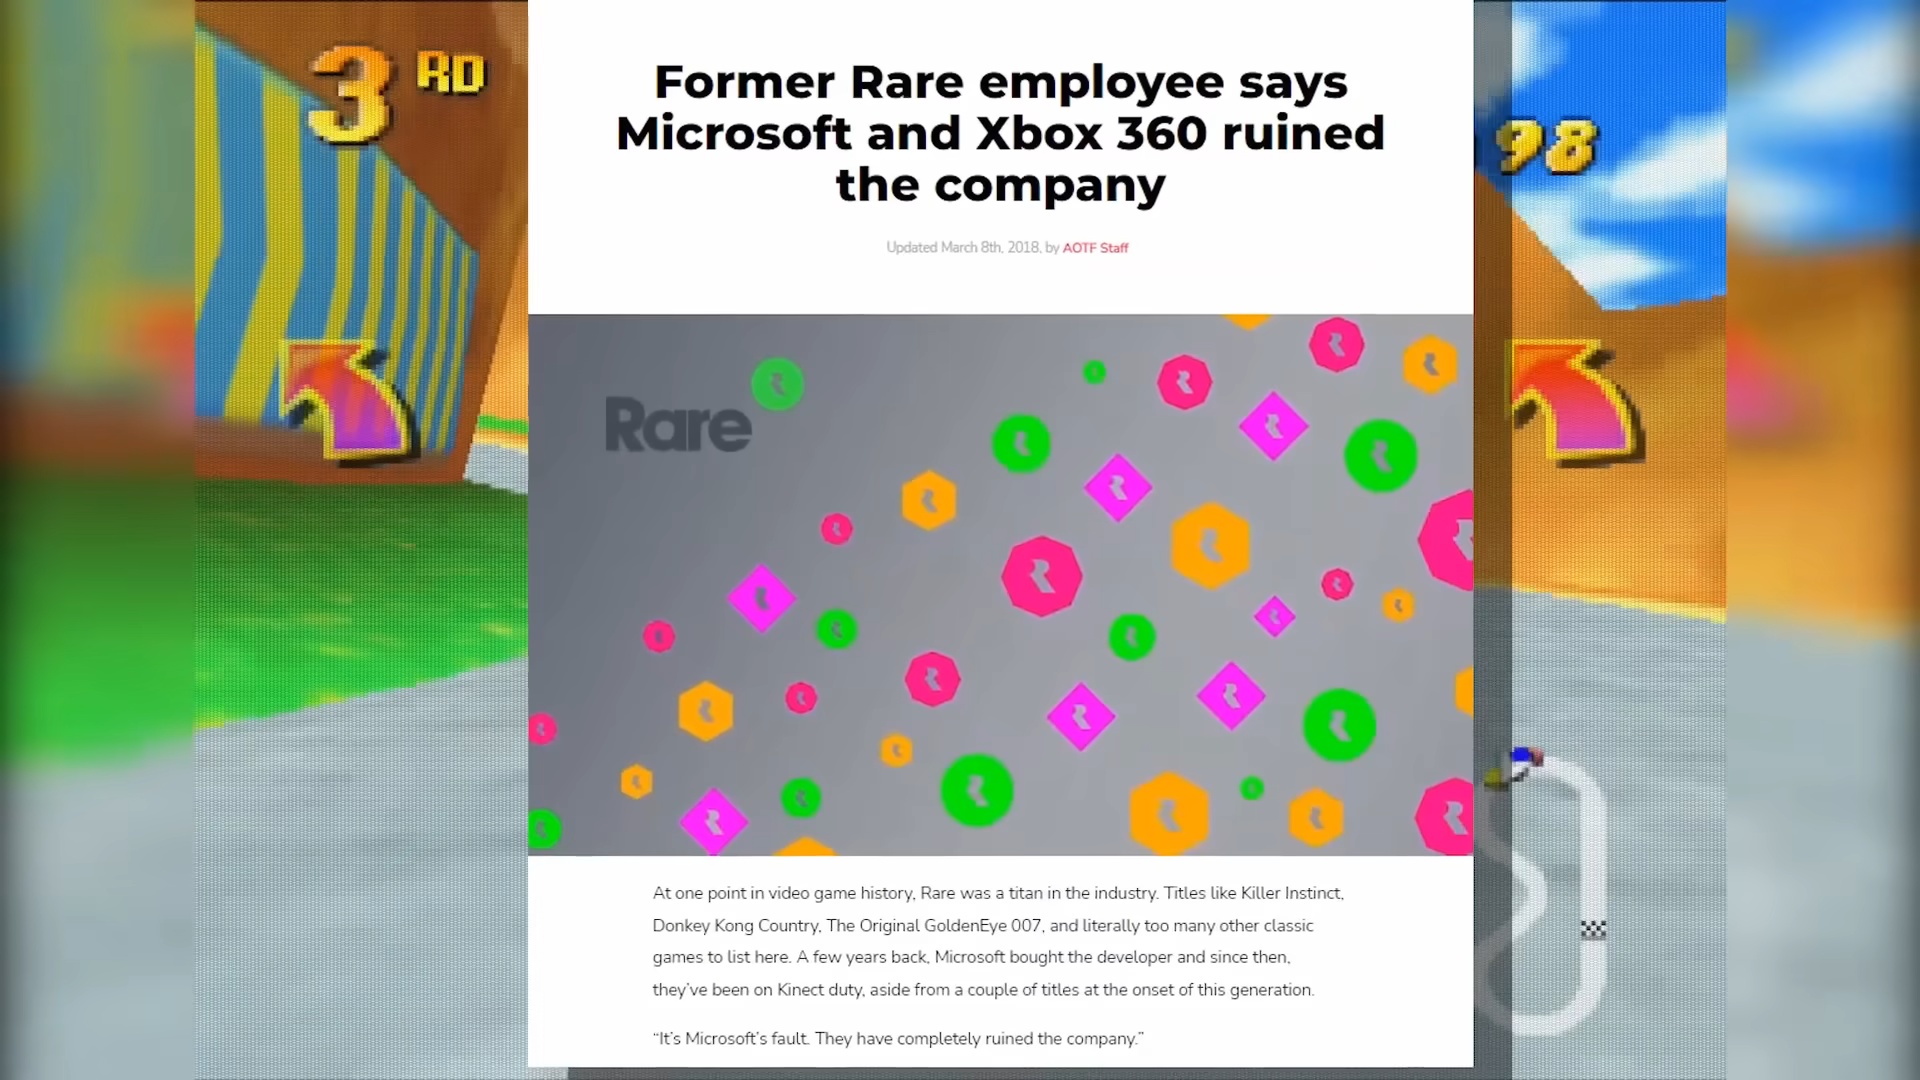 3 RD
98
Former Rare employee says
Microsoft and Xbox 360 ruined
the company
Updated March 8th, 2018, by AOTF Staff
Rare
At one point in video game history, Rare was a titan in the industry. Titles like Killer Instinct,
Donkey Kong Country, The Original GoldenEye 007, and literally too many other classic
games to list here. A few years back, Microsoft bought the developer and since then,
they’ve been on Kinect duty, aside from a couple of titles at the onset of this generation.
“It’s Microsoft’s fault. They have completely ruined the company.”